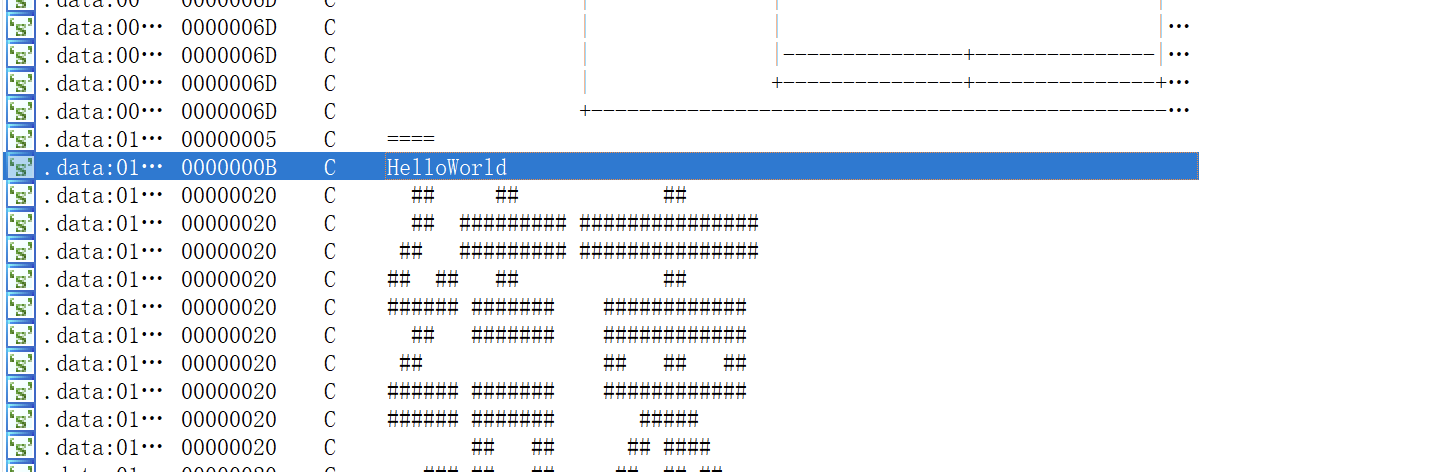 .data:00 0000006D C | | |
.data:00… 0000006D C | | |…
.data:00… 0000006D C | |---------------+---------------|…
.data:00… 0000006D C | +---------------+---------------+…
.data:00… 0000006D C +------------------------------------------------…
.data:01… 00000005 C ====
.data:01… 0000000B C HelloWorld
.data:01… 00000020 C   ##     ##            ##
.data:01… 00000020 C   ##  ######### ###############
.data:01… 00000020 C  ##   ######### ###############
.data:01… 00000020 C ##  ##   ##            ##
.data:01… 00000020 C ###### #######    ############
.data:01… 00000020 C   ##   #######    ############
.data:01… 00000020 C  ##               ##   ##   ##
.data:01… 00000020 C ###### #######    ############
.data:01… 00000020 C ###### #######       #####
.data:01… 00000020 C        ##   ##      ## ####
.data:01 00000020 C    ### ##   ##     ##  ## ##